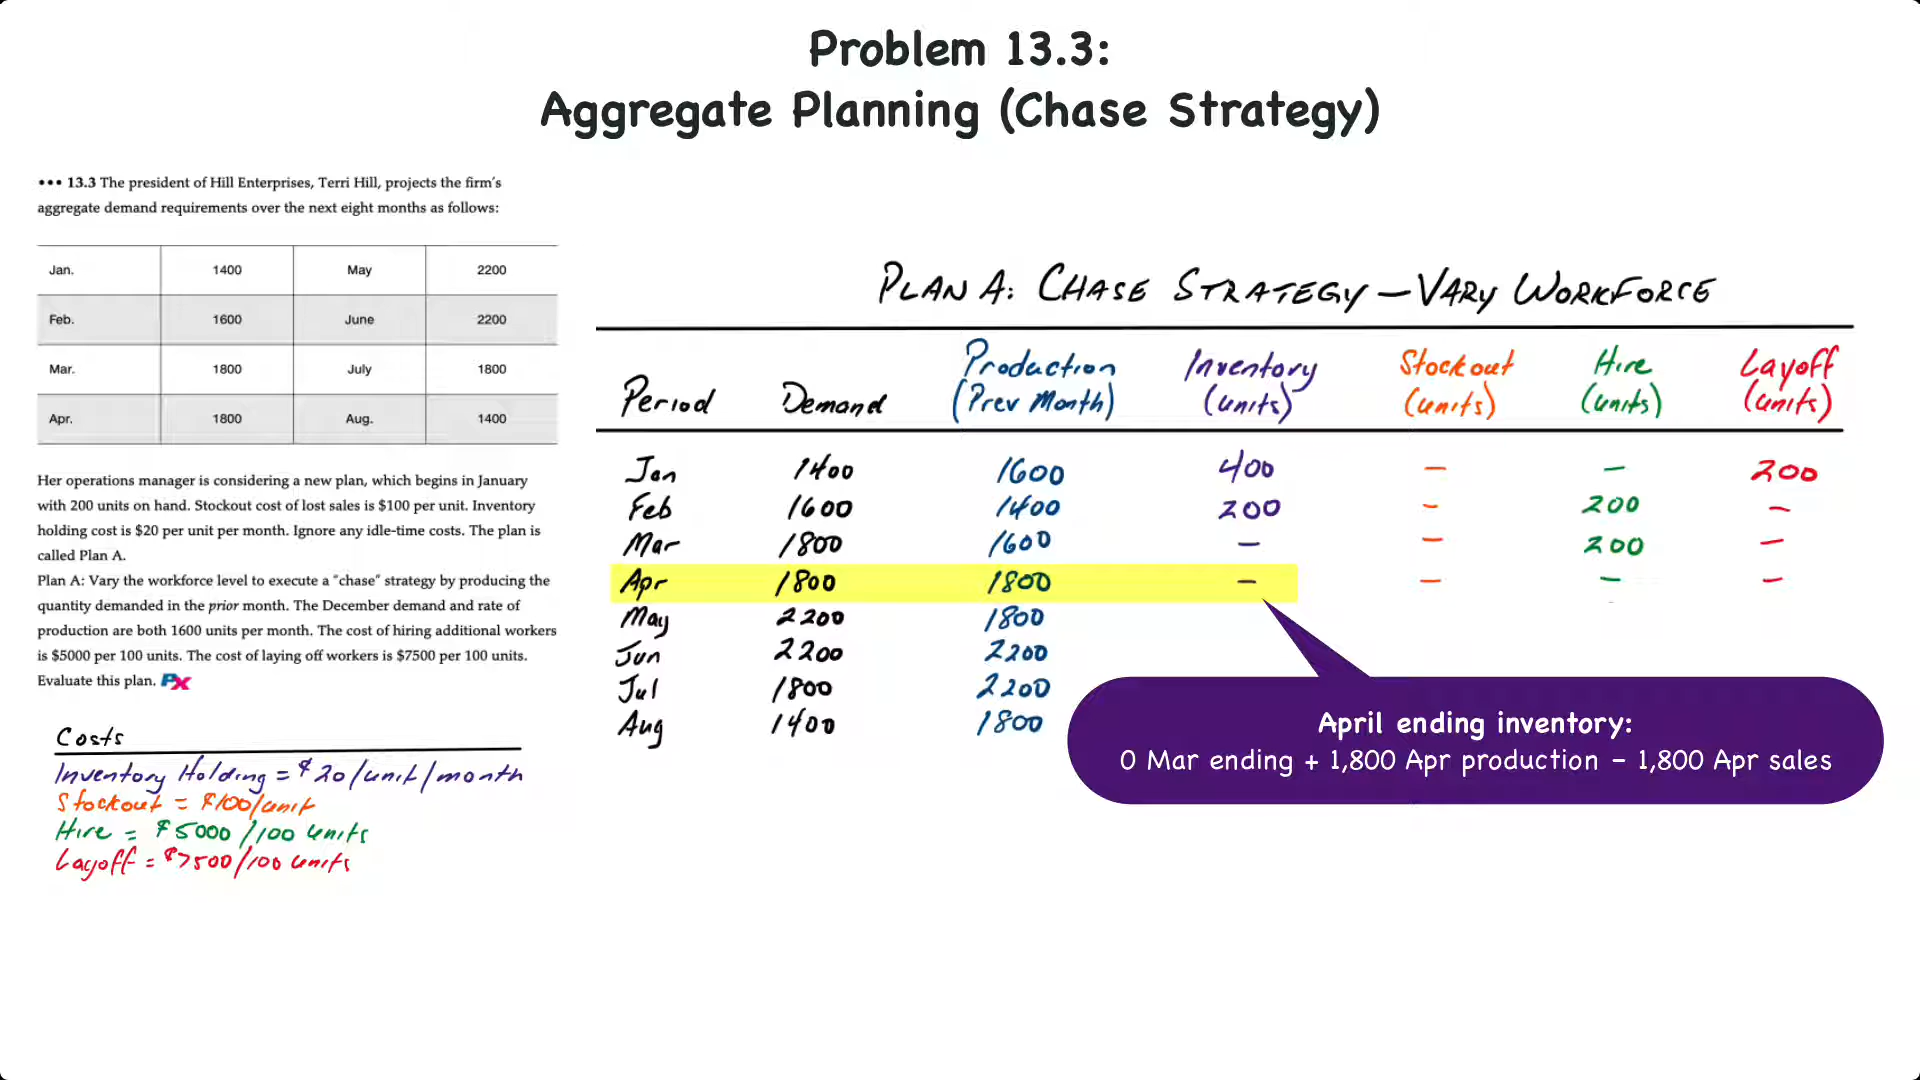 Problem 13.3:
Aggregate Planning (Chase Strategy)
••• 13.3 The president of Hill Enterprises, Terri Hill, projects the firm's
aggregate demand requirements over the next eight months as follows:
Jan. 1400 May 2200
Feb. 1600 June 2200
Mar. 1800 July 1800
Apr. 1800 Aug. 1400
Her operations manager is considering a new plan, which begins in January
with 200 units on hand. Stockout cost of lost sales is $100 per unit. Inventory
holding cost is $20 per unit per month. Ignore any idle-time costs. The plan is
called Plan A.
Plan A: Vary the workforce level to execute a "chase" strategy by producing the
quantity demanded in the prior month. The December demand and rate of
production are both 1600 units per month. The cost of hiring additional workers
is $5000 per 100 units. The cost of laying off workers is $7500 per 100 units.
Evaluate this plan. PX
Costs
Inventory Holding = $20/unit/month
Stockout = $100/unit
Hire = $5000/100 units
Layoff = $7500/100 units
PLAN A: CHASE STRATEGY – VARY WORKFORCE
Period Demand Production (Prev Month) Inventory (units) Stockout (units) Hire (units) Layoff (units)
Jan 1400 1600 400 – – 200
Feb 1600 1400 200 – 200 –
Mar 1800 1600 – – 200 –
Apr 1800 1800 – – – –
May 2200 1800
Jun 2200 2200
Jul 1800 2200
Aug 1400 1800
April ending inventory:
0 Mar ending + 1,800 Apr production – 1,800 Apr sales